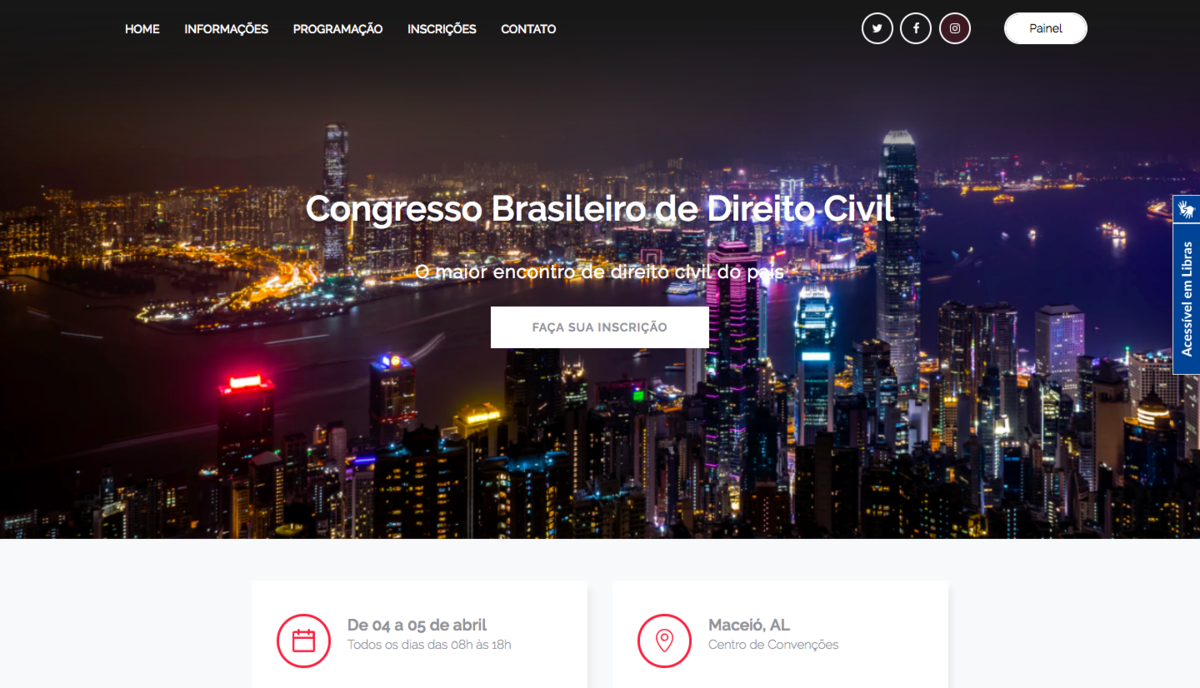 HOME INFORMAÇÕES PROGRAMAÇÃO INSCRIÇÕES CONTATO Painel
Congresso Brasileiro de Direito Civil
O maior encontro de direito civil do país
FAÇA SUA INSCRIÇÃO
Acessível em Libras
De 04 a 05 de abril
Todos os dias das 08h às 18h
Maceió, AL
Centro de Convenções